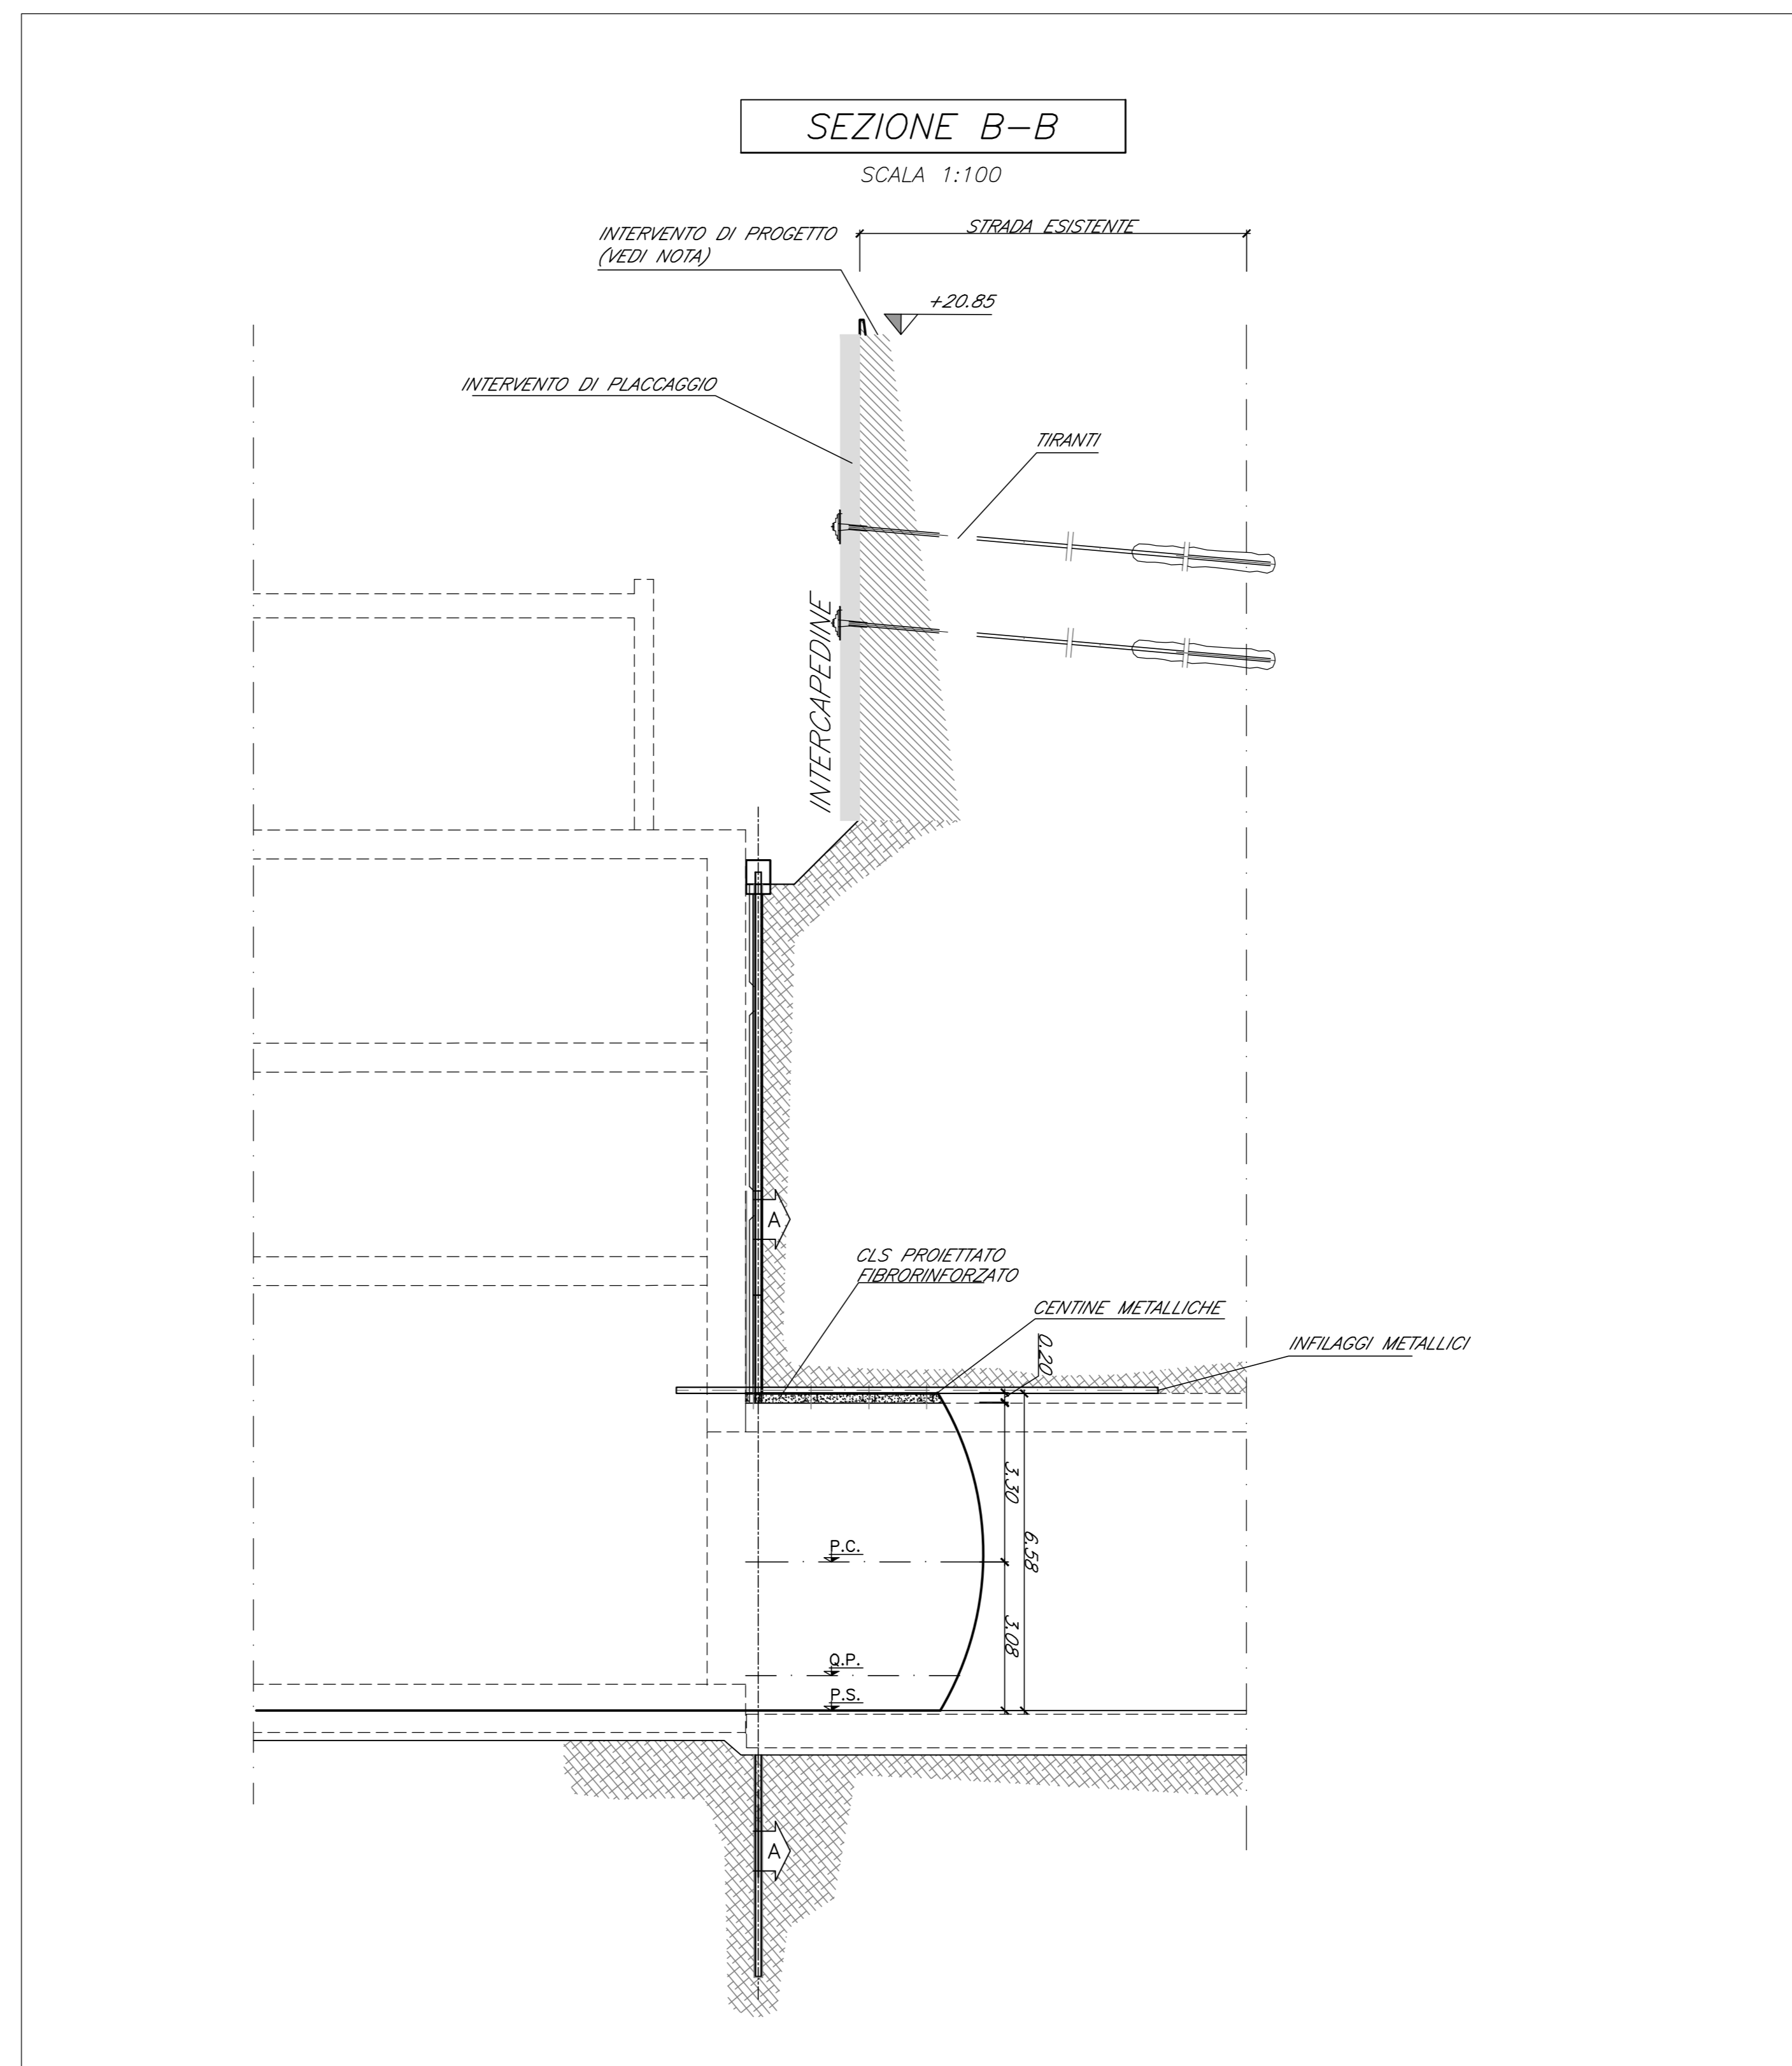 SEZIONE B-B
SCALA 1:100
INTERVENTO DI PROGETTO
(VEDI NOTA)
STRADA ESISTENTE
+20.85
INTERVENTO DI PLACCAGGIO
TIRANTI
INTERCAPEDINE
A
CLS PROIETTATO
FIBRORINFORZATO
CENTINE METALLICHE
0.20
INFILAGGI METALLICI
3.30
6.58
P.C.
3.08
Q.P.
P.S.
A